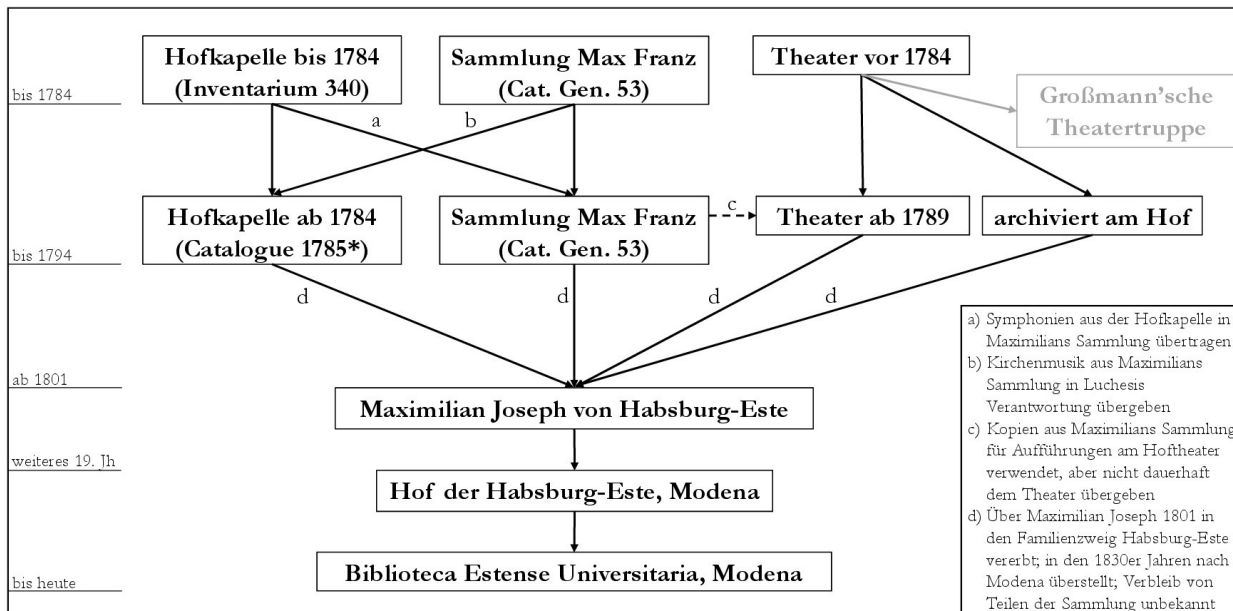 Hofkapelle bis 1784
(Inventarium 340)
Sammlung Max Franz
(Cat. Gen. 53)
Theater vor 1784
bis 1784
Großmann'sche
Theatertruppe
a
b
Hofkapelle ab 1784
(Catalogue 1785*)
Sammlung Max Franz
(Cat. Gen. 53)
c
Theater ab 1789
archiviert am Hof
bis 1794
d
d
d
d
ab 1801
Maximilian Joseph von Habsburg-Este
weiteres 19. Jh
Hof der Habsburg-Este, Modena
Biblioteca Estense Universitaria, Modena
bis heute
a) Symphonien aus der Hofkapelle in
Maximilians Sammlung übertragen
b) Kirchenmusik aus Maximilians
Sammlung in Luchesis
Verantwortung übergeben
c) Kopien aus Maximilians Sammlung
für Aufführungen am Hoftheater
verwendet, aber nicht dauerhaft
dem Theater übergeben
d) Über Maximilian Joseph 1801 in
den Familienzweig Habsburg-Este
vererbt; in den 1830er Jahren nach
Modena überstellt; Verbleib von
Teilen der Sammlung unbekannt